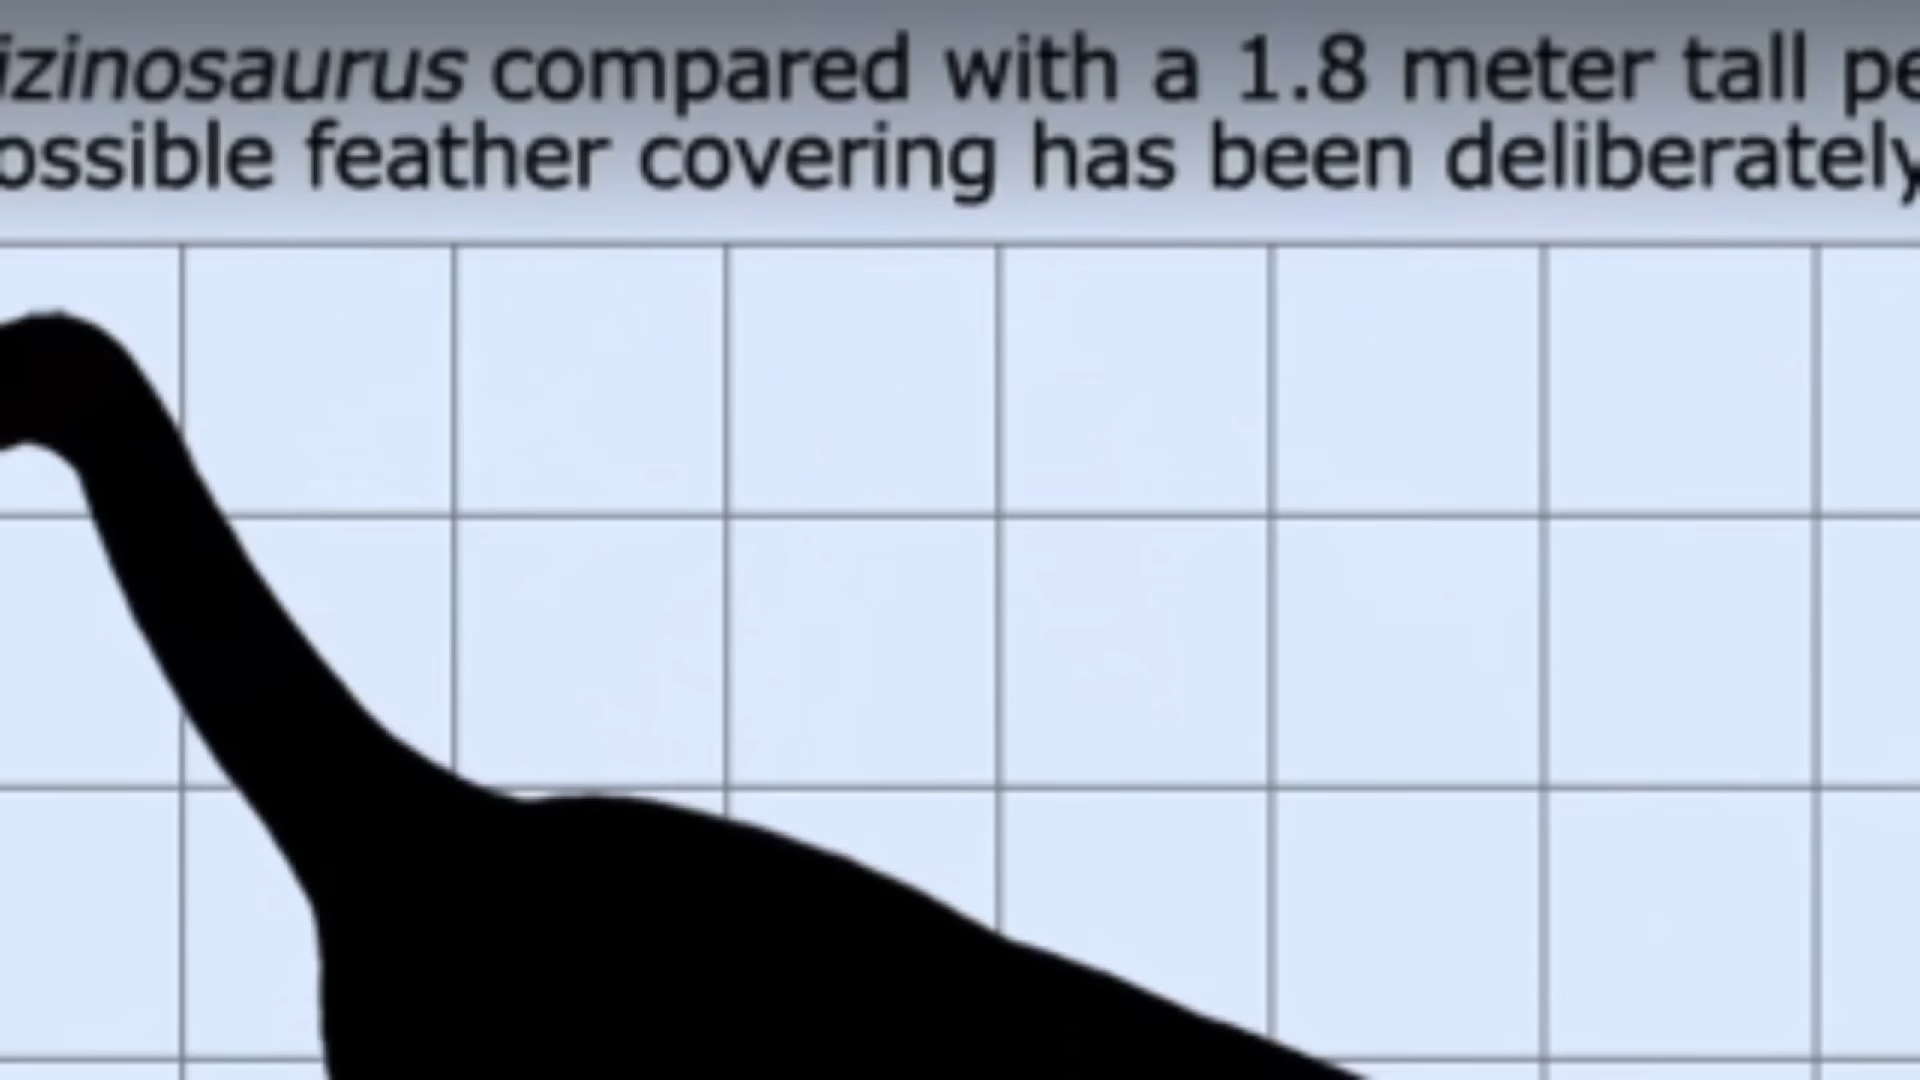 izinosaurus compared with a 1.8 meter tall pe
ossible feather covering has been deliberately